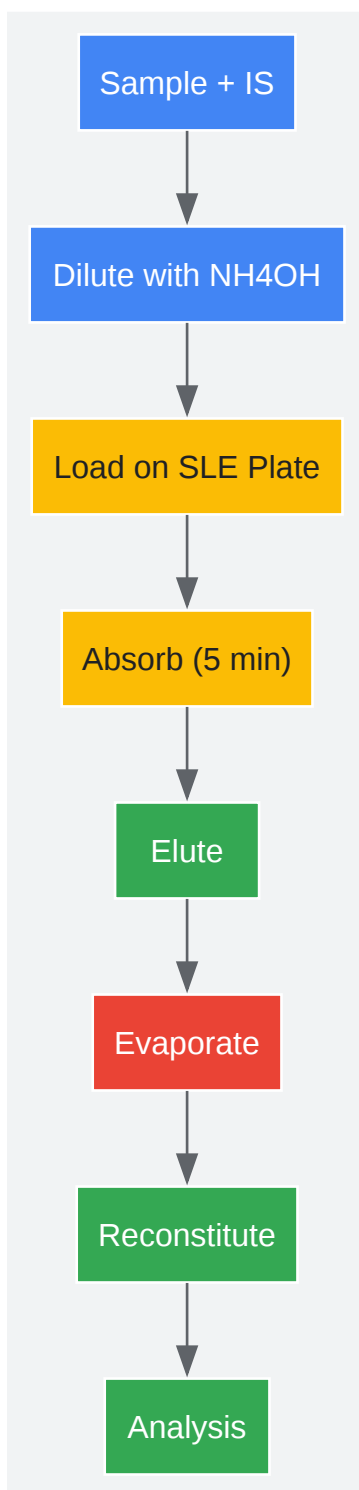 Sample + IS
Dilute with NH4OH
Load on SLE Plate
Absorb (5 min)
Elute
Evaporate
Reconstitute
Analysis